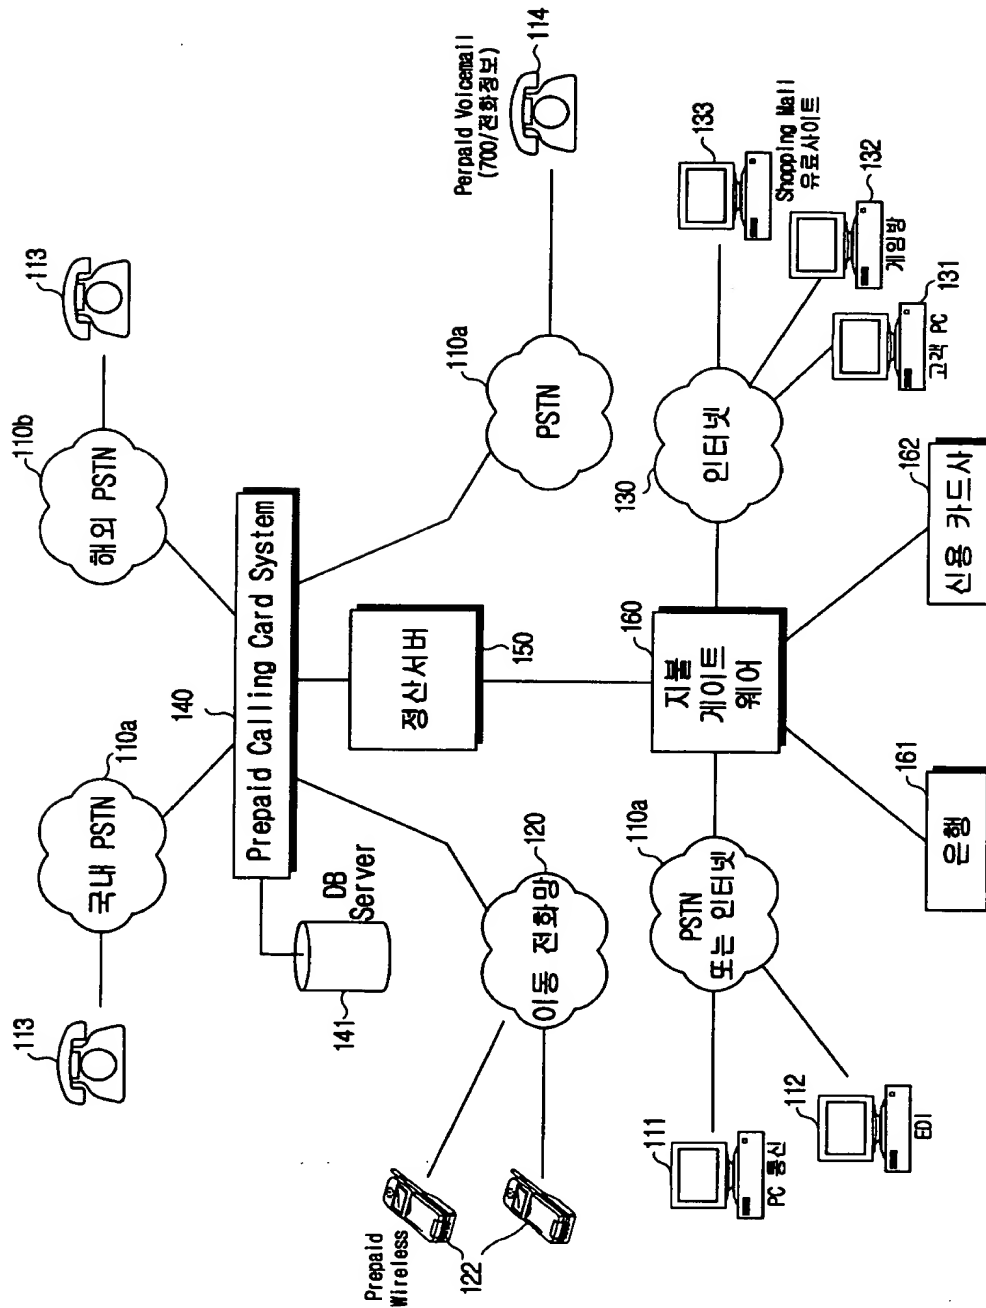 113
110a
110b
113
국내 PSTN
해외 PSTN
140
Prepaid Calling Card System
DB
Server
141
Prepaid
Wireless
122
정산서버
150
120
이동 전화망
110a
PSTN
Perpaid Voicemail
(700/전화정보)
114
111
PC 통신
112
EDI
110a
PSTN
또는 인터넷
160
지불
게이트
웨어
130
인터넷
133
Shopping Mall
유료사이트
132
게임방
131
고객 PC
161
은행
162
신용 카드사